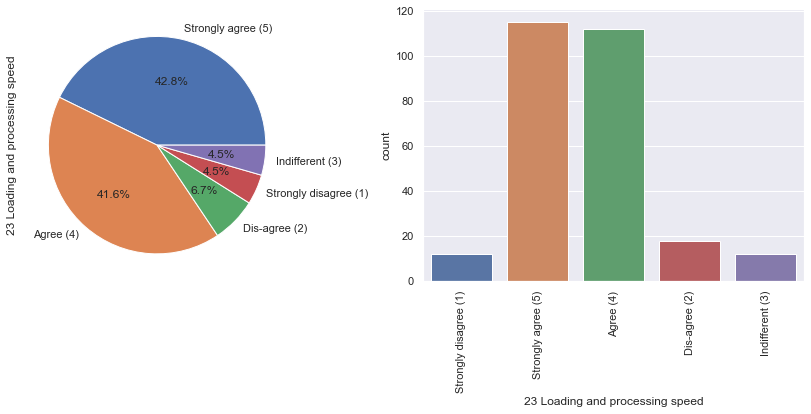 23 Loading and processing speed
Strongly agree (5)
42.8%
Agree (4)
41.6%
Dis-agree (2)
6.7%
Strongly disagree (1)
4.5%
Indifferent (3)
4.5%
count
120
100
80
60
40
20
0
Strongly disagree (1)
Strongly agree (5)
Agree (4)
Dis-agree (2)
Indifferent (3)
23 Loading and processing speed